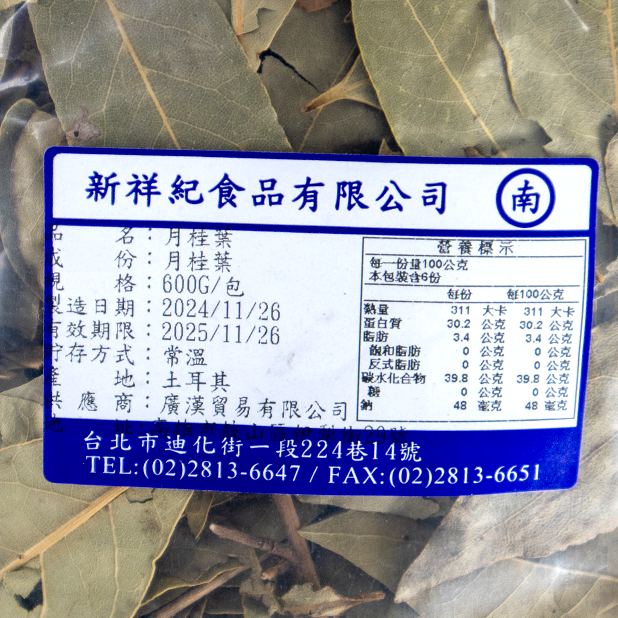 新祥紀食品有限公司 南
品名：月桂葉
成份：月桂葉
規格：600G/包
製造日期：2024/11/26
有效期限：2025/11/26
貯存方式：常溫
產地：土耳其
供應商：廣漢貿易有限公司
地
營養標示
每一份量100公克
本包裝含6份
每份 每100公克
熱量 311 大卡 311 大卡
蛋白質 30.2 公克 30.2 公克
脂肪 3.4 公克 3.4 公克
飽和脂肪 0 公克 0 公克
反式脂肪 0 公克 0 公克
碳水化合物 39.8 公克 39.8 公克
糖 0 公克 0 公克
鈉 48 毫克 48 毫克
台北市迪化街一段224巷14號
TEL:(02)2813-6647 / FAX:(02)2813-6651